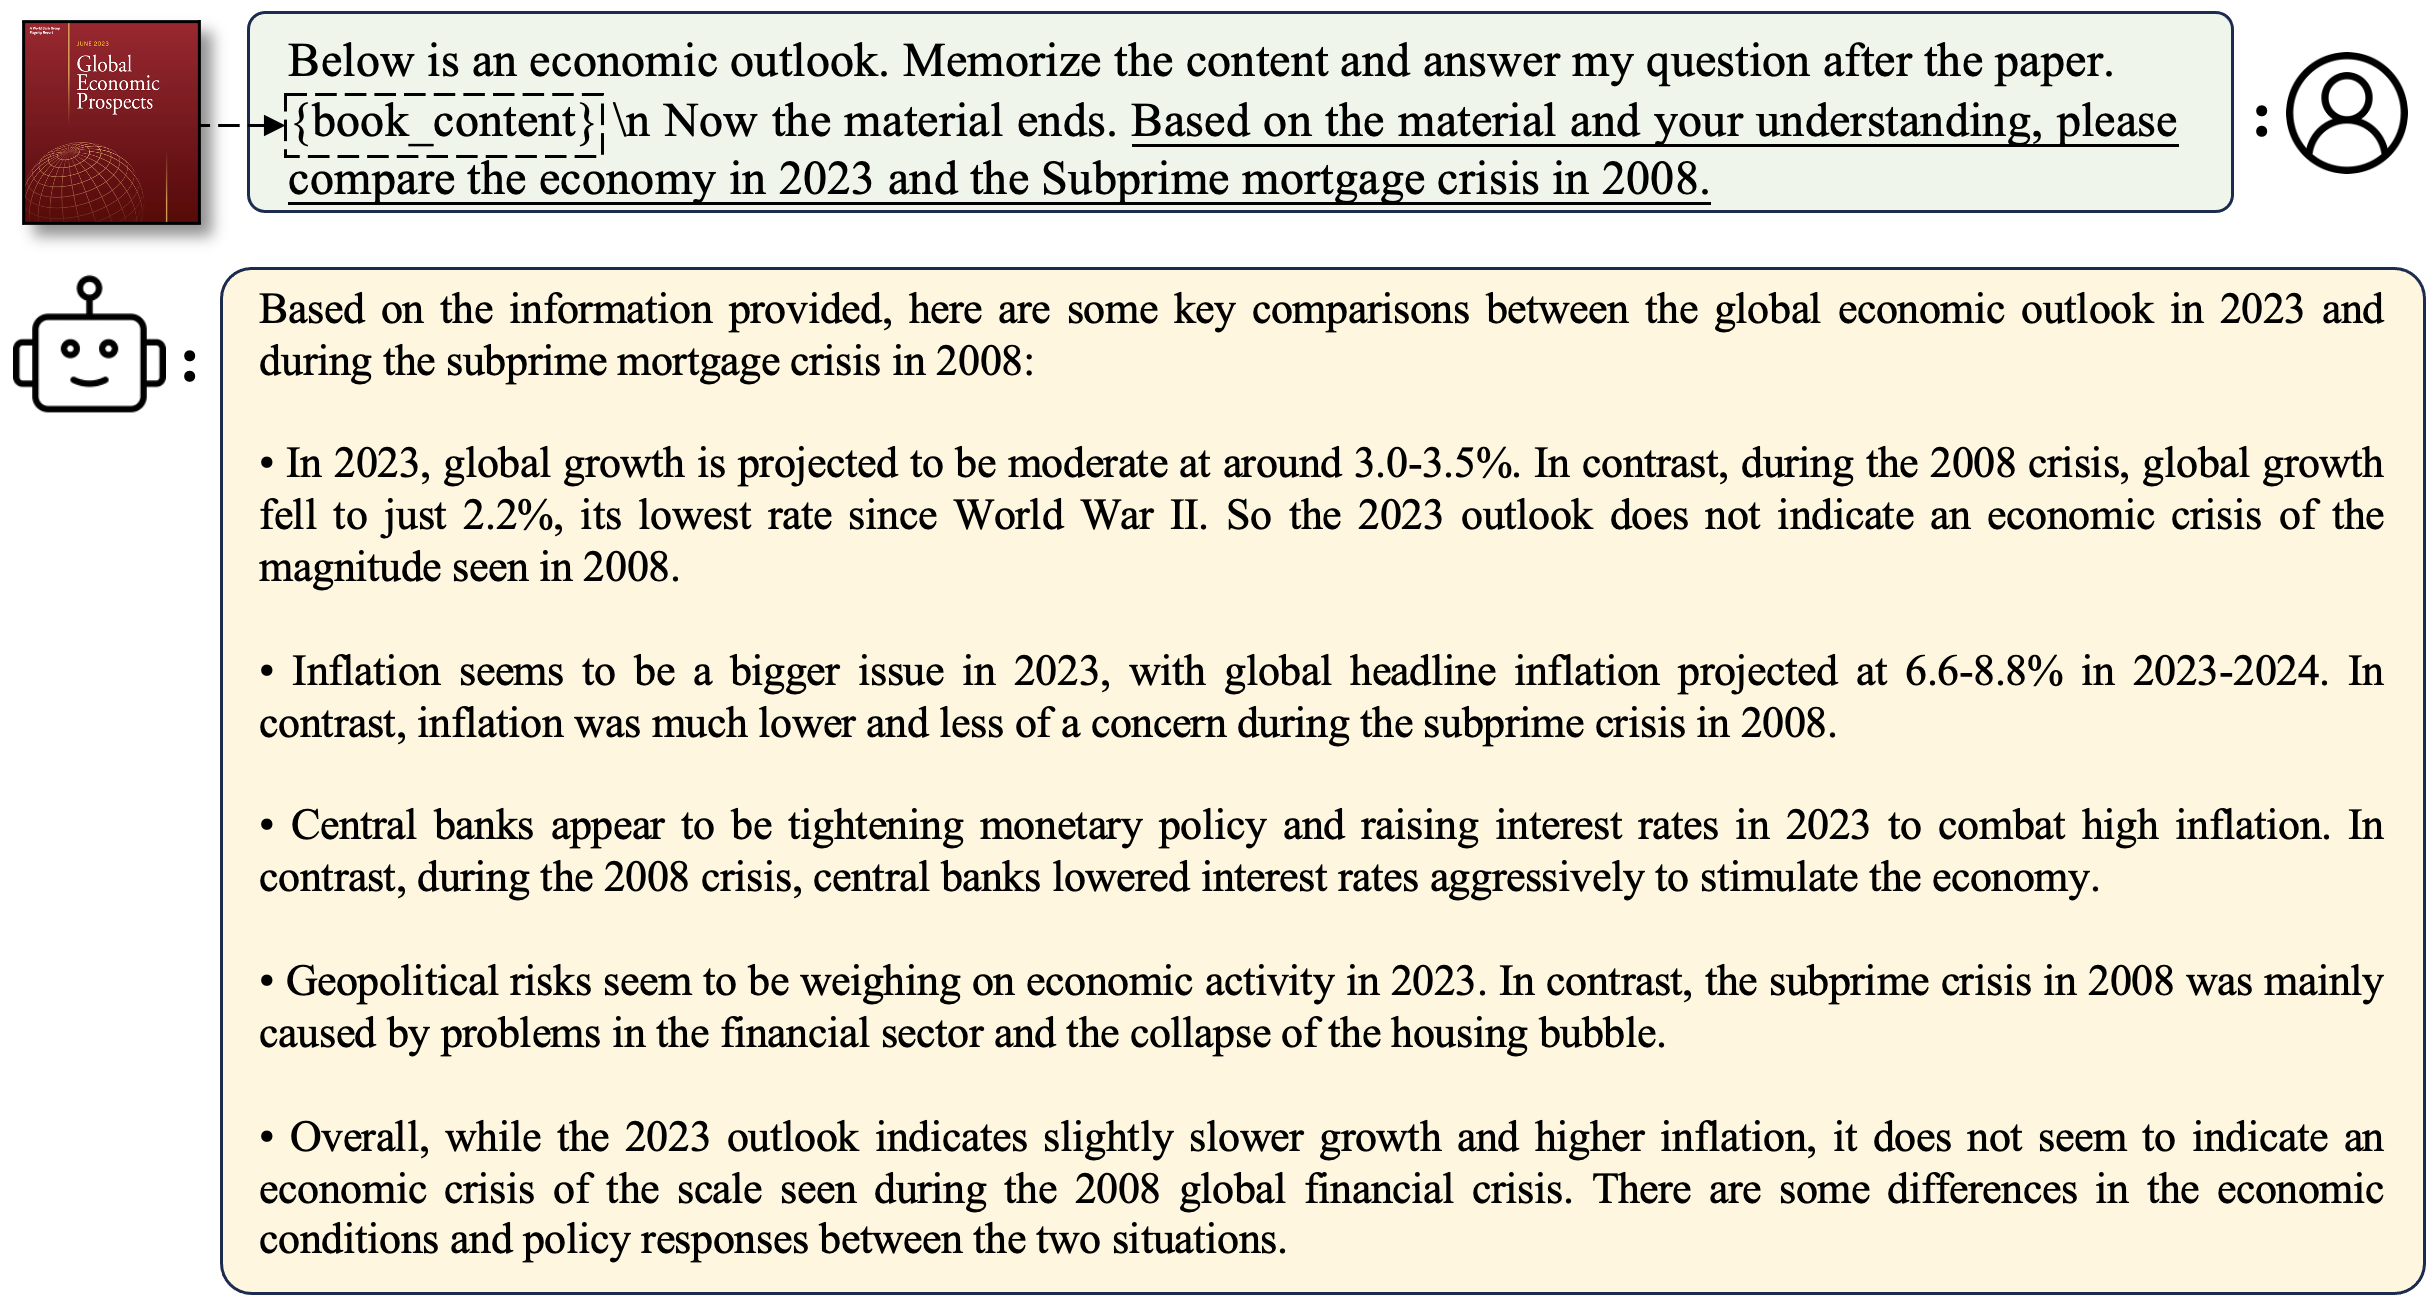 A World Bank Group
Flagship Report
JUNE 2023
Global
Economic
Prospects
Below is an economic outlook. Memorize the content and answer my question after the paper.
{book_content} \n Now the material ends. Based on the material and your understanding, please
compare the economy in 2023 and the Subprime mortgage crisis in 2008.
:
:
Based on the information provided, here are some key comparisons between the global economic outlook in 2023 and
during the subprime mortgage crisis in 2008:
• In 2023, global growth is projected to be moderate at around 3.0-3.5%. In contrast, during the 2008 crisis, global growth
fell to just 2.2%, its lowest rate since World War II. So the 2023 outlook does not indicate an economic crisis of the
magnitude seen in 2008.
• Inflation seems to be a bigger issue in 2023, with global headline inflation projected at 6.6-8.8% in 2023-2024. In
contrast, inflation was much lower and less of a concern during the subprime crisis in 2008.
• Central banks appear to be tightening monetary policy and raising interest rates in 2023 to combat high inflation. In
contrast, during the 2008 crisis, central banks lowered interest rates aggressively to stimulate the economy.
• Geopolitical risks seem to be weighing on economic activity in 2023. In contrast, the subprime crisis in 2008 was mainly
caused by problems in the financial sector and the collapse of the housing bubble.
• Overall, while the 2023 outlook indicates slightly slower growth and higher inflation, it does not seem to indicate an
economic crisis of the scale seen during the 2008 global financial crisis. There are some differences in the economic
conditions and policy responses between the two situations.